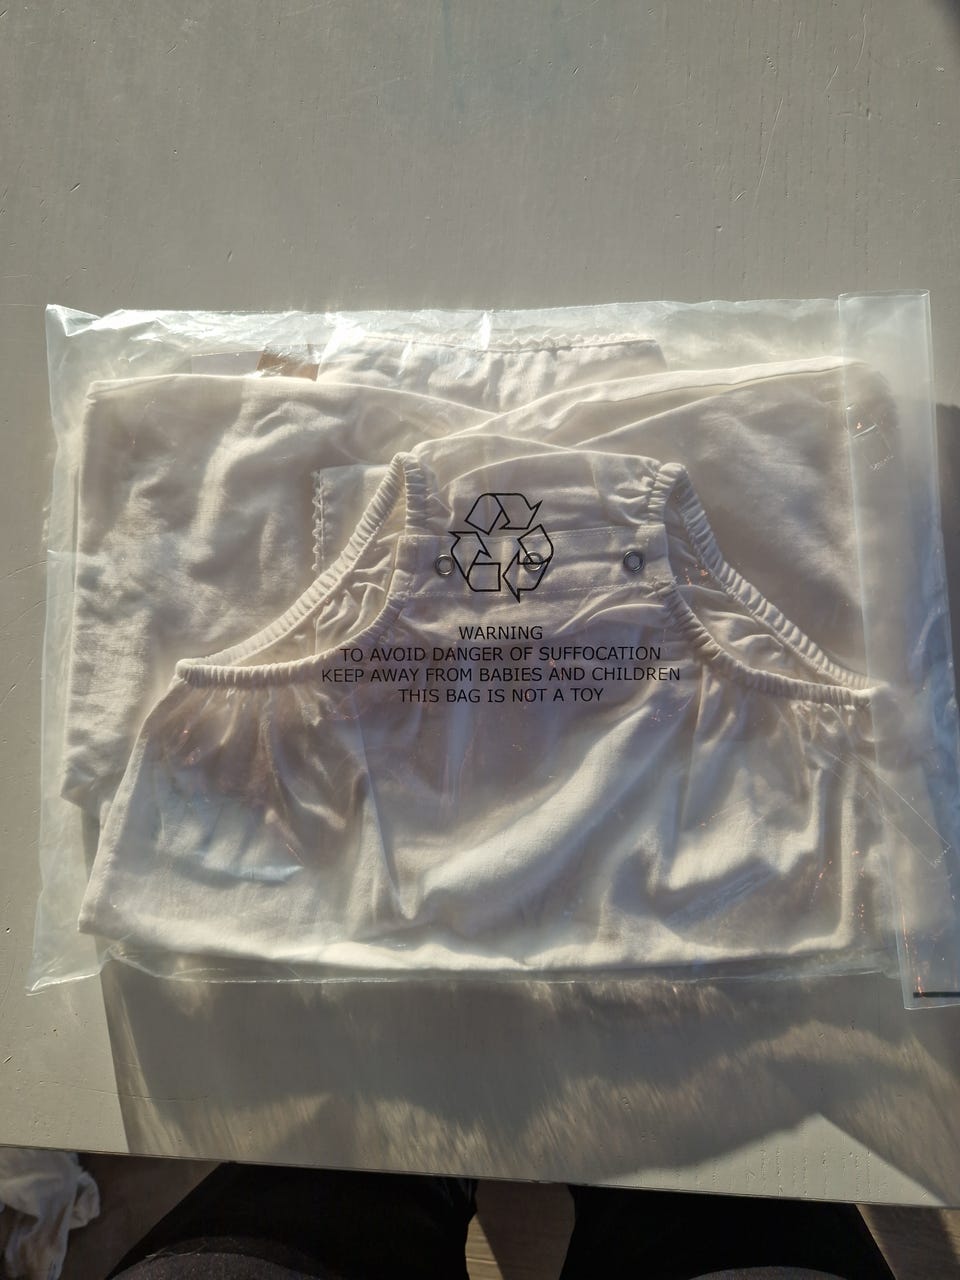 WARNING
TO AVOID DANGER OF SUFFOCATION
KEEP AWAY FROM BABIES AND CHILDREN
THIS BAG IS NOT A TOY